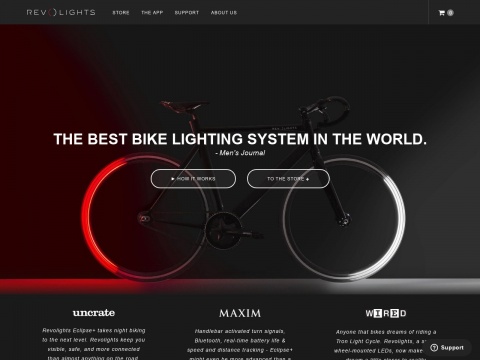 REVOLIGHTS STORE THE APP SUPPORT ABOUT US 0
THE BEST BIKE LIGHTING SYSTEM IN THE WORLD.
- Men's Journal
HOW IT WORKS TO THE STORE
uncrate MAXIM WIRED
Revolights Eclipse+ takes night biking
to the next level. Revolights keep you
visible, safe, and more connected
than almost anything on the road
Handlebar activated turn signals,
Bluetooth, real-time battery life &
speed and distance tracking - Eclipse+
might even be more advanced than a
Anyone that bikes dreams of riding a
Tron Light Cycle. Revolights, a
wheel-mounted LEDs, now make
Support